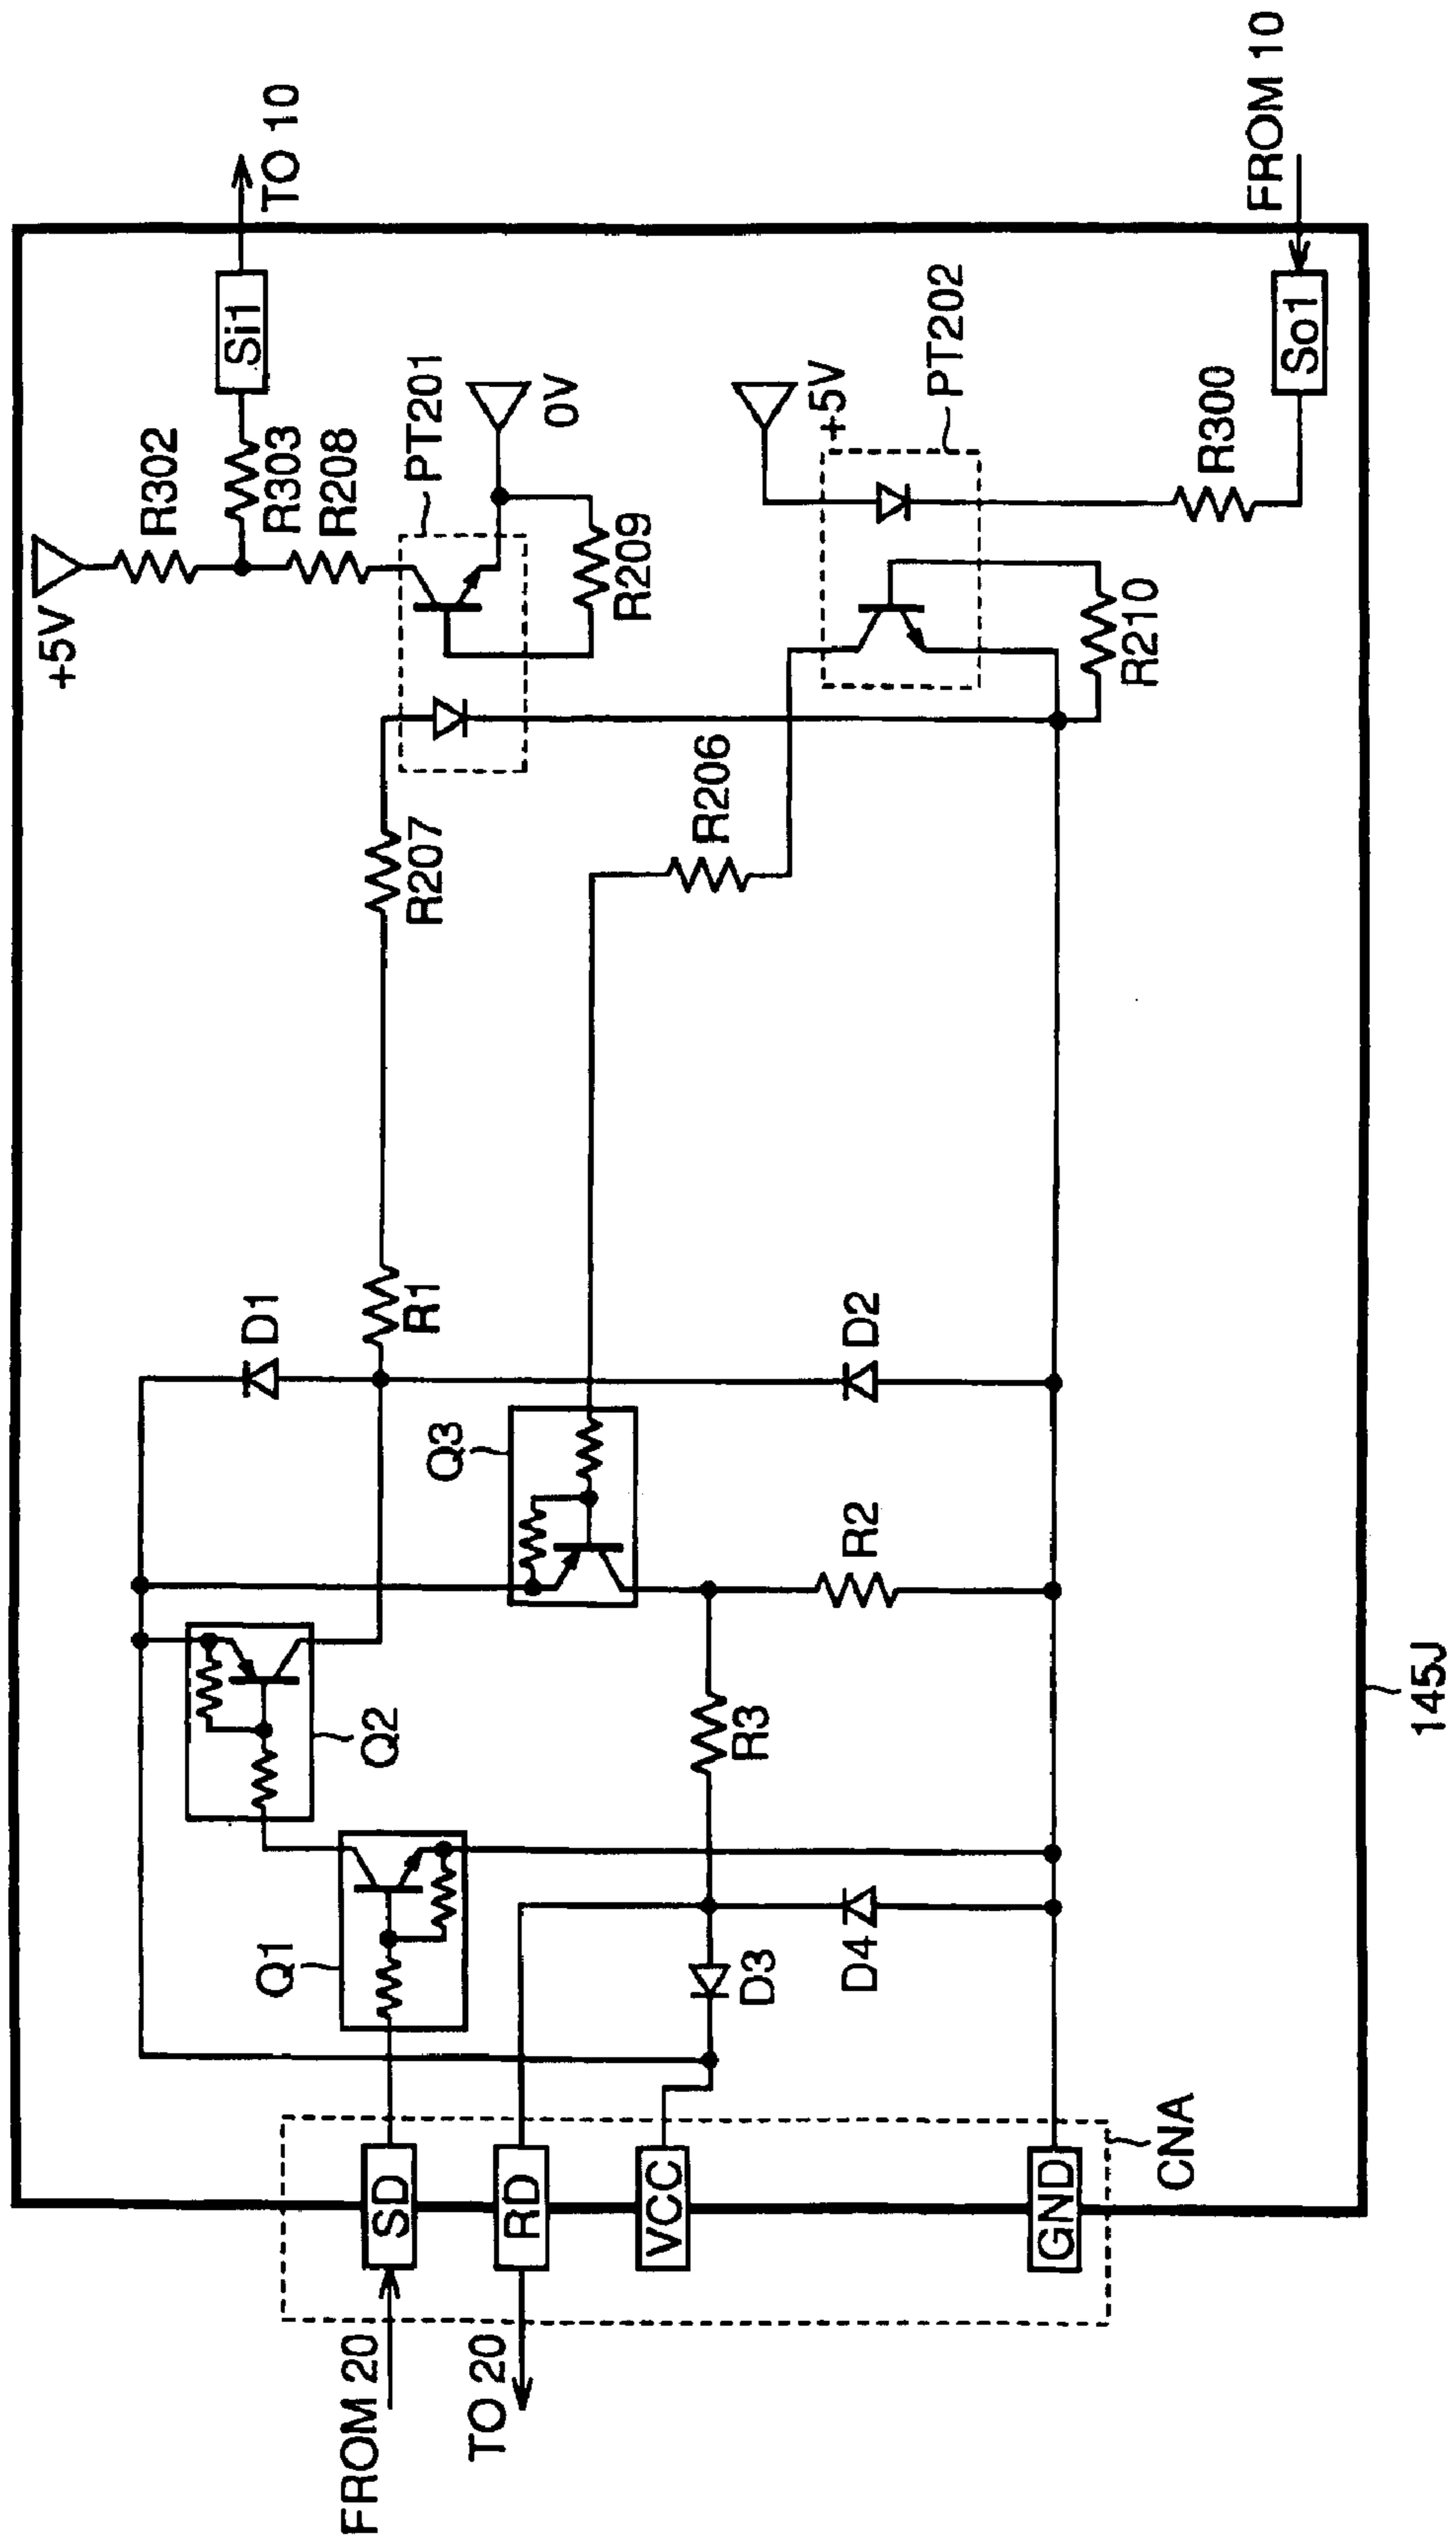 +5V
R302
Si1
TO 10
R303
R208
PT201
0V
R209
R207
R206
+5V
PT202
R210
R300
So1
FROM 10
D1
R1
Q3
D2
Q2
R2
R3
Q1
D3
D4
FROM 20
SD
TO 20
RD
VCC
GND
CNA
145J